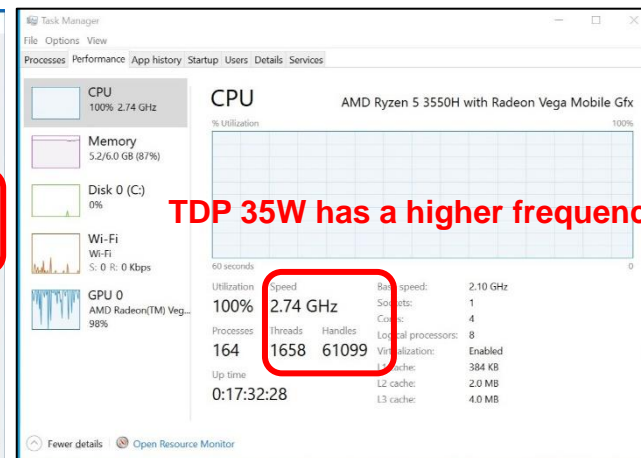 Task Manager
File Options View
Processes Performance App history Startup Users Details Services
CPU
100% 2.74 GHz
Memory
5.2/6.0 GB (87%)
Disk 0 (C:)
0%
Wi-Fi
Wi-Fi
S: 0 R: 0 Kbps
GPU 0
AMD Radeon(TM) Veg...
98%
CPU
AMD Ryzen 5 3550H with Radeon Vega Mobile Gfx
% Utilization 100%
TDP 35W has a higher frequenc
60 seconds 0
Utilization Speed
100% 2.74 GHz
Processes Threads Handles
164 1658 61099
Up time
0:17:32:28
Base speed: 2.10 GHz
Sockets: 1
Cores: 4
Logical processors: 8
Virtualization: Enabled
L1 cache: 384 KB
L2 cache: 2.0 MB
L3 cache: 4.0 MB
Fewer details Open Resource Monitor